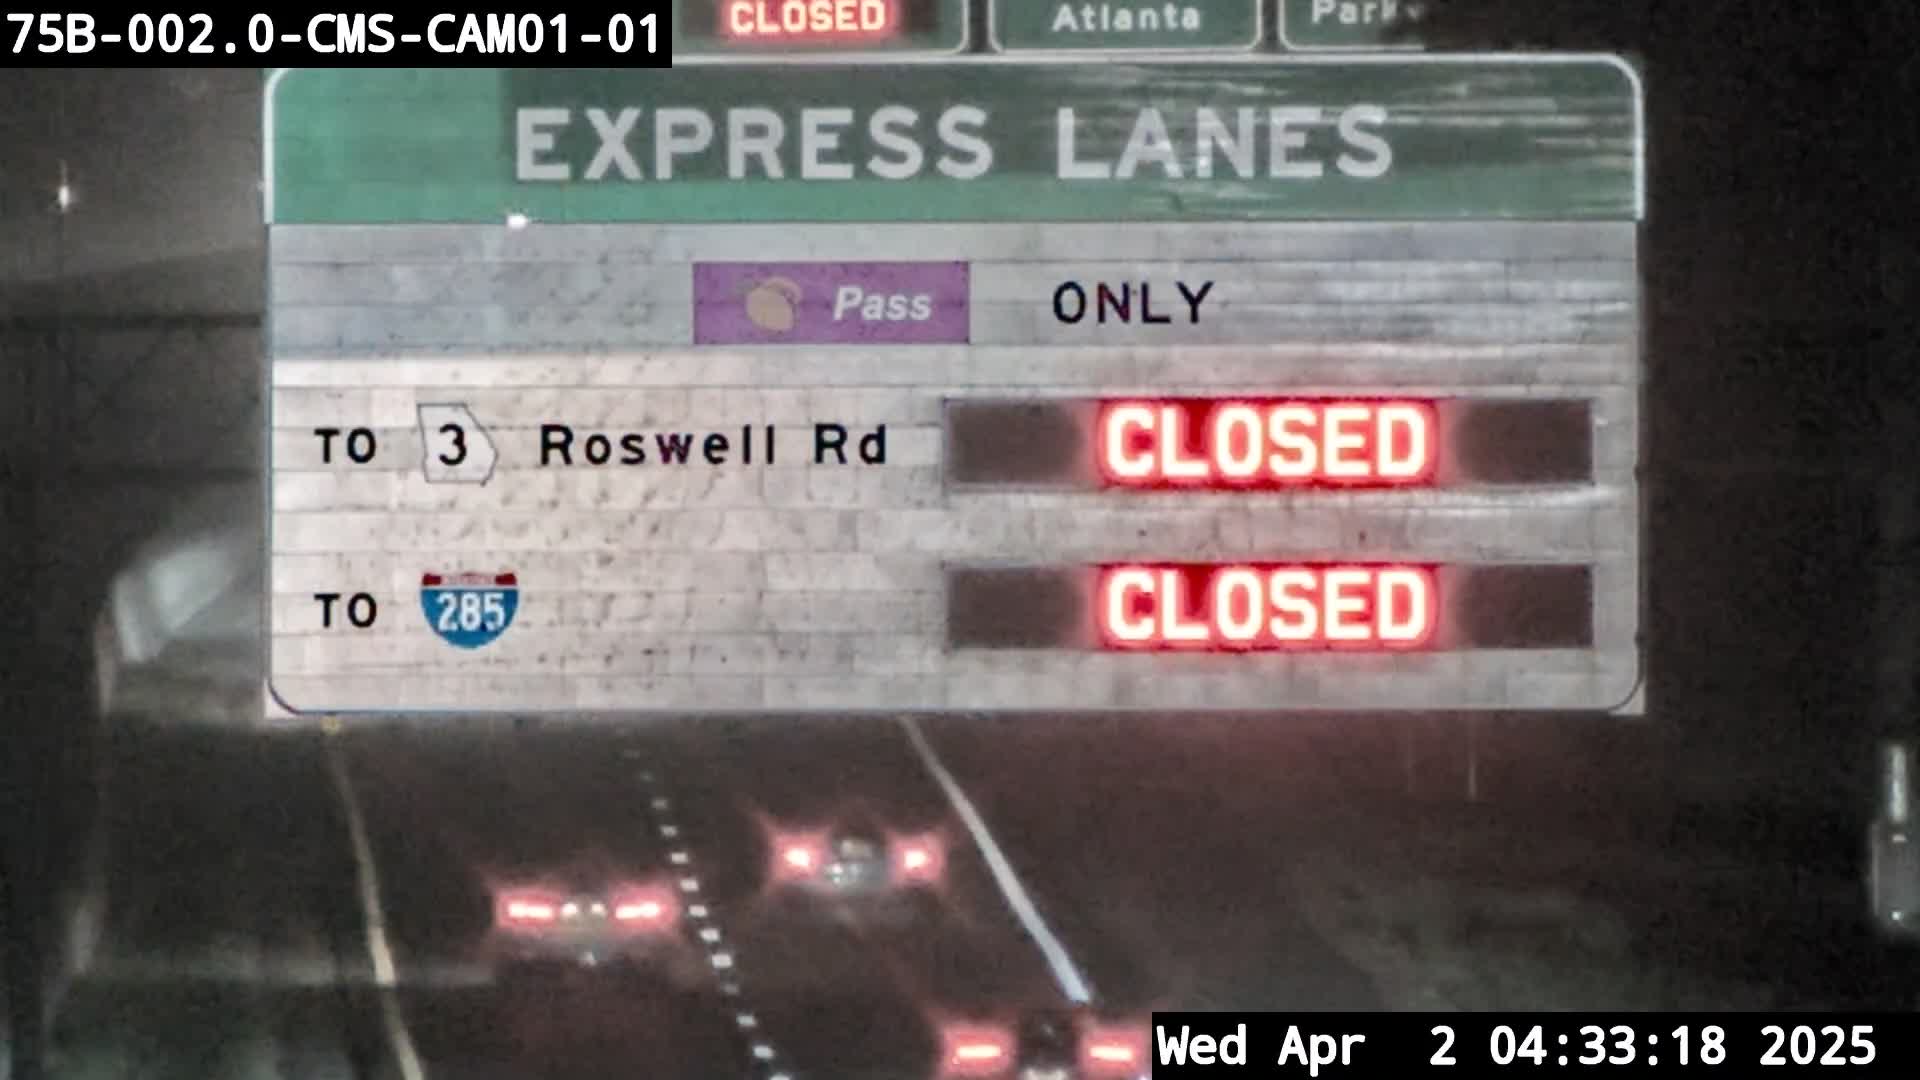 75B-002.0-CMS-CAM01-01
CLOSED
Atlanta
EXPRESS LANES
Pass ONLY
TO 3 Roswell Rd CLOSED
TO 285 CLOSED
Wed Apr 2 04:33:18 2025